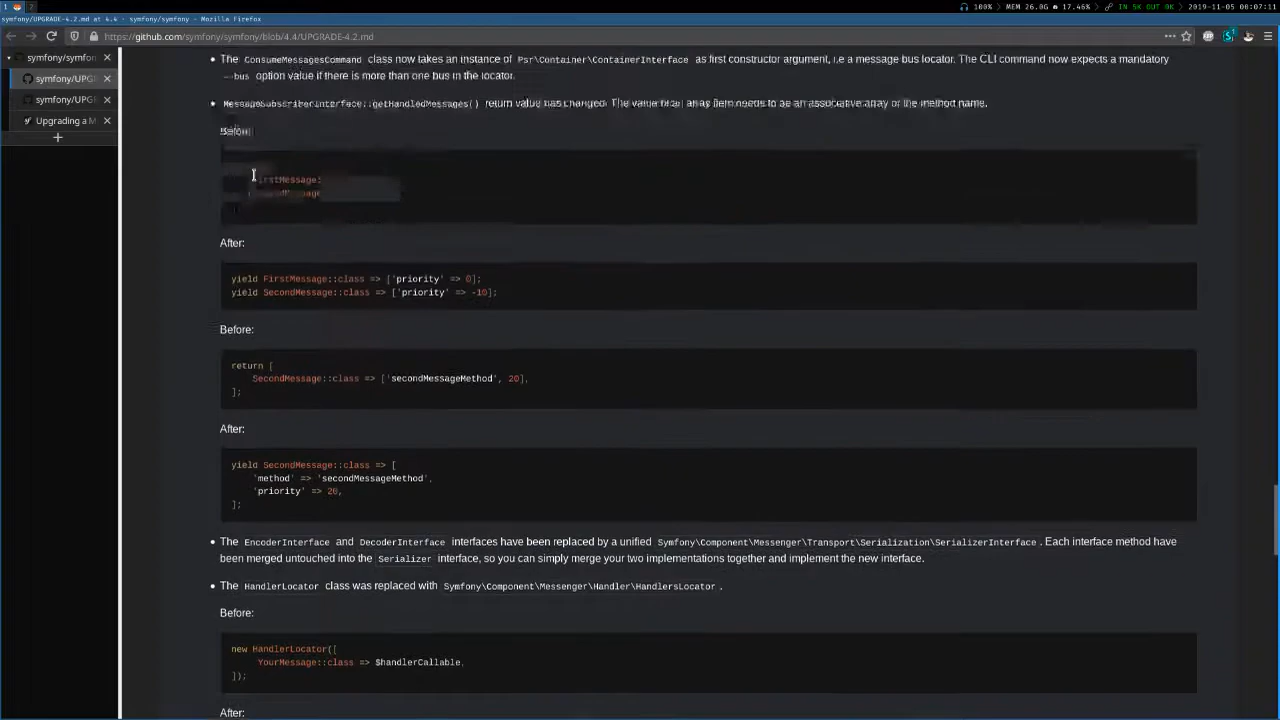 1
2
100% | MEM 26.0G 17.46% | IN 5K OUT 0K | 2019-11-05 00:07:11
symfony/UPGRADE-4.2.md at 4.4 · symfony/symfony - Mozilla Firefox
https://github.com/symfony/symfony/blob/4.4/UPGRADE-4.2.md
symfony/symfon
symfony/UPG
symfony/UPG
Upgrading a M
The ConsumeMessagesCommand class now takes an instance of Psr\Container\ContainerInterface as first constructor argument, i.e a message bus locator. The CLI command now expects a mandatory
--bus option value if there is more than one bus in the locator.
MessageSubscriberInterface::getHandledMessages() return value has changed. The value of an array item needs to be an associative array or the method name.
Before:
FirstMessage:
After:
yield FirstMessage::class => ['priority' => 0];
yield SecondMessage::class => ['priority' => -10];
Before:
return [
SecondMessage::class => ['secondMessageMethod', 20],
];
After:
yield SecondMessage::class => [
'method' => 'secondMessageMethod',
'priority' => 20,
];
The EncoderInterface and DecoderInterface interfaces have been replaced by a unified Symfony\Component\Messenger\Transport\Serialization\SerializerInterface. Each interface method have
been merged untouched into the Serializer interface, so you can simply merge your two implementations together and implement the new interface.
The HandlerLocator class was replaced with Symfony\Component\Messenger\Handler\HandlersLocator.
Before:
new HandlerLocator([
YourMessage::class => $handlerCallable,
]);
After: